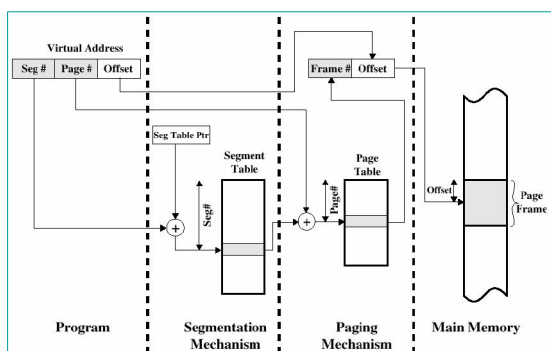 Virtual Address
Seg # Page # Offset
Frame # Offset
Seg Table Ptr
Segment
Table
Page
Table
Seg#
Page#
Offset
Page
Frame
+
+
Program
Segmentation
Mechanism
Paging
Mechanism
Main Memory